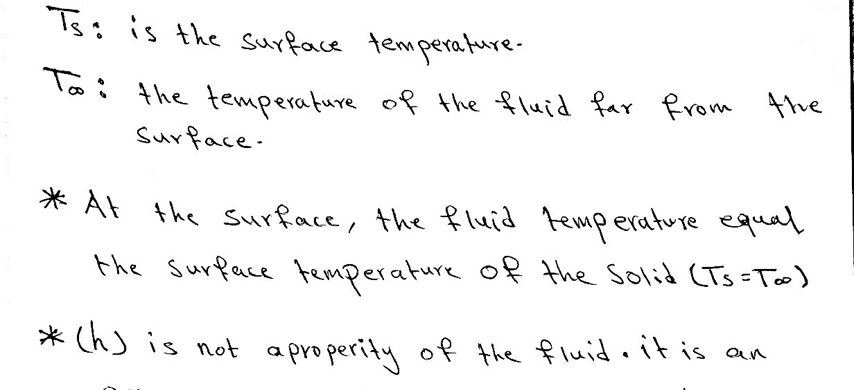 Ts: is the surface temperature.
T∞: the temperature of the fluid far from the
surface.
* At the surface, the fluid temperature equal
the surface temperature of the solid (Ts=T∞)
* (h) is not aproperity of the fluid. it is an